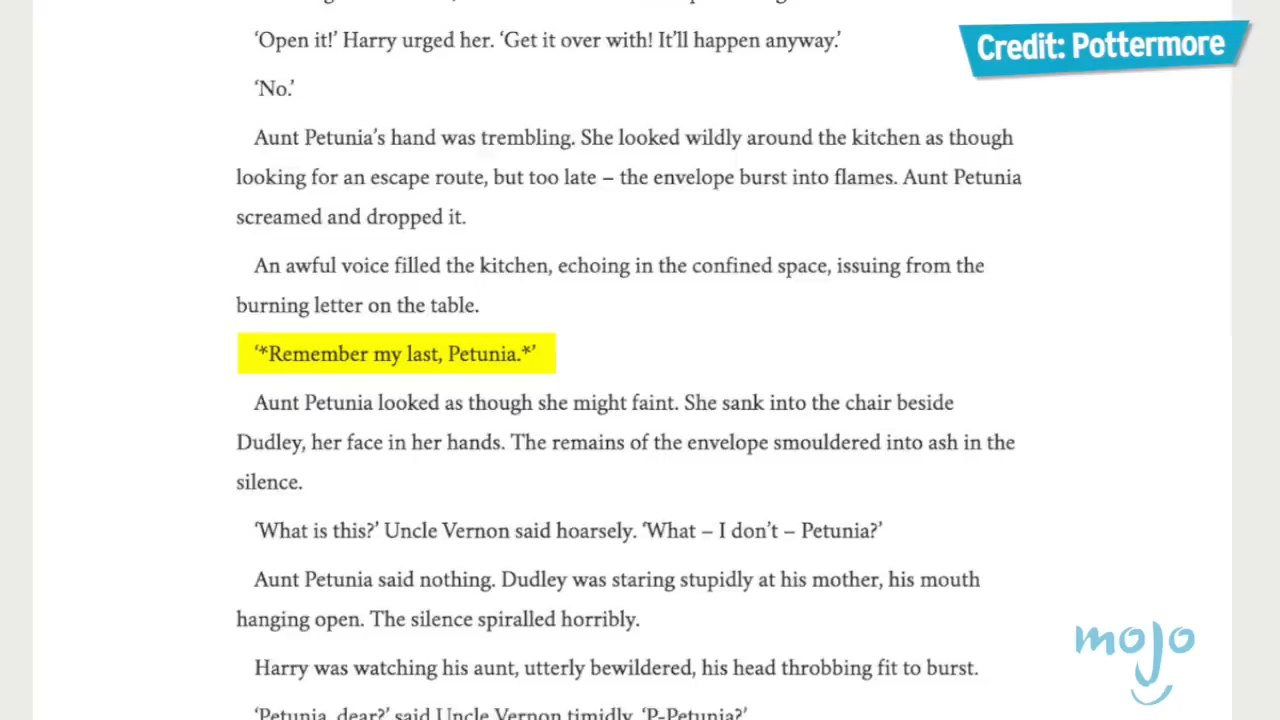 'Open it!' Harry urged her. 'Get it over with! It'll happen anyway.'
Credit: Pottermore
'No.'
Aunt Petunia's hand was trembling. She looked wildly around the kitchen as though
looking for an escape route, but too late – the envelope burst into flames. Aunt Petunia
screamed and dropped it.
An awful voice filled the kitchen, echoing in the confined space, issuing from the
burning letter on the table.
'*Remember my last, Petunia.*'
Aunt Petunia looked as though she might faint. She sank into the chair beside
Dudley, her face in her hands. The remains of the envelope smouldered into ash in the
silence.
'What is this?' Uncle Vernon said hoarsely. 'What – I don't – Petunia?'
Aunt Petunia said nothing. Dudley was staring stupidly at his mother, his mouth
hanging open. The silence spiralled horribly.
mojo
Harry was watching his aunt, utterly bewildered, his head throbbing fit to burst.
'Petunia, dear?' said Uncle Vernon timidly. 'P-Petunia?'